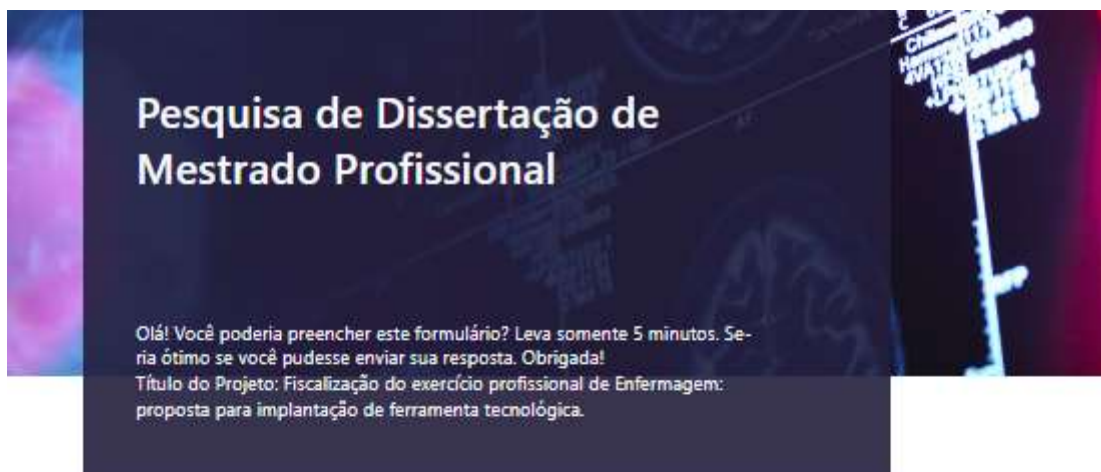 Pesquisa de Dissertação de
Mestrado Profissional
Olá! Você poderia preencher este formulário? Leva somente 5 minutos. Se-
ria ótimo se você pudesse enviar sua resposta. Obrigada!
Título do Projeto: Fiscalização do exercício profissional de Enfermagem:
proposta para implantação de ferramenta tecnológica.